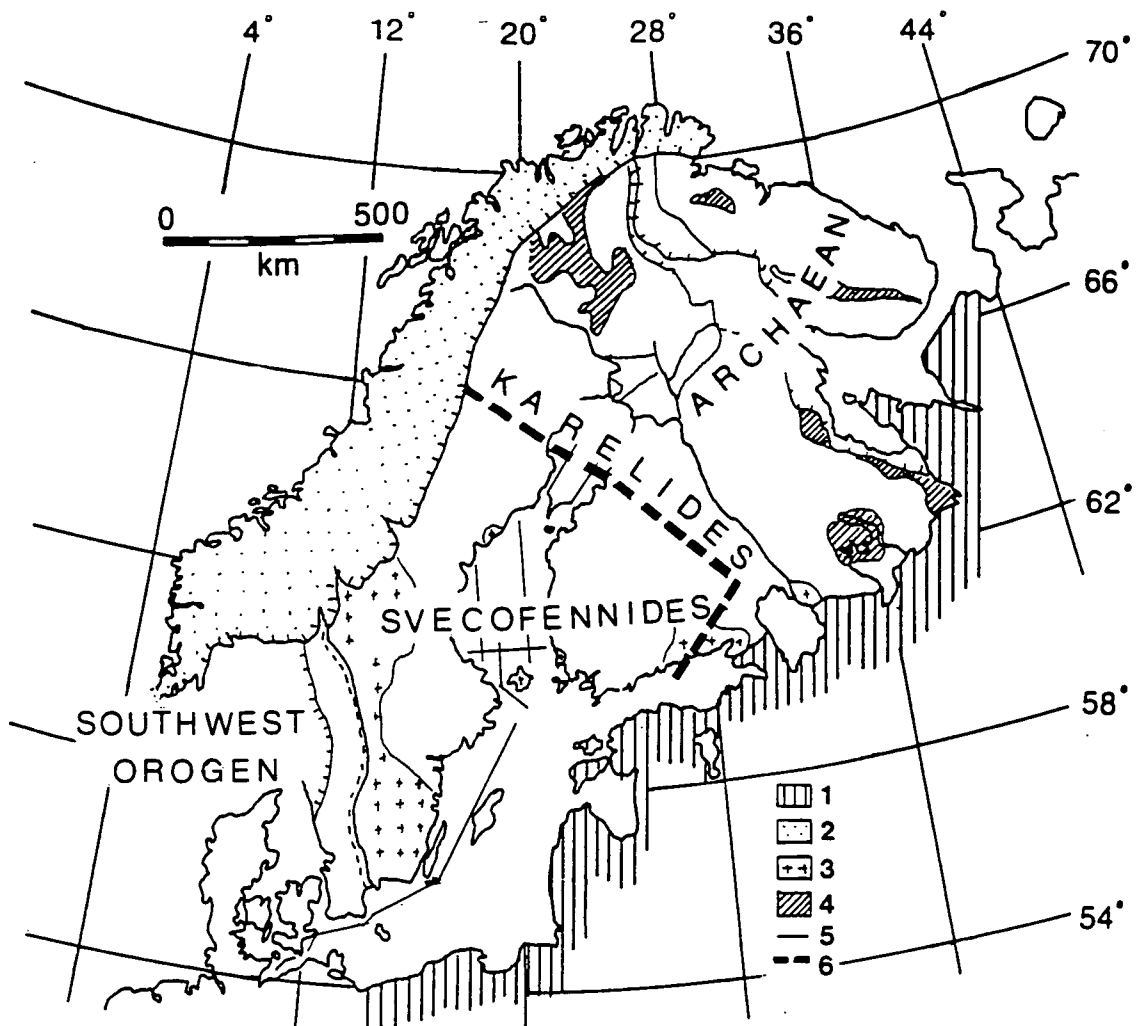 4° 12° 20° 28° 36° 44°
70°
0 500
km
66°
ARCHAEAN
KARELIDES
62°
SVECOFENNIDES
58°
SOUTHWEST
OROGEN
1
2
3
4
54°
5
6